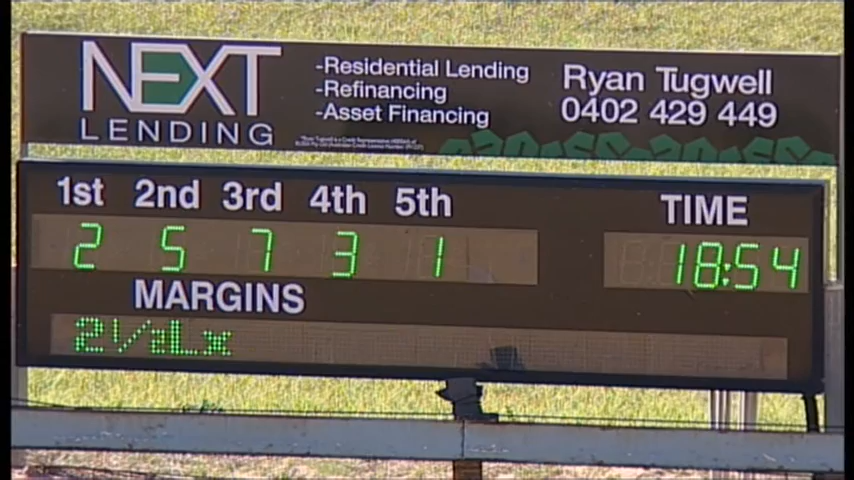 NEXT
LENDING
-Residential Lending
-Refinancing
-Asset Financing
Ryan Tugwell
0402 429 449
1st 2nd 3rd 4th 5th
2 5 7 3 1
TIME
18:54
MARGINS
2½Lx